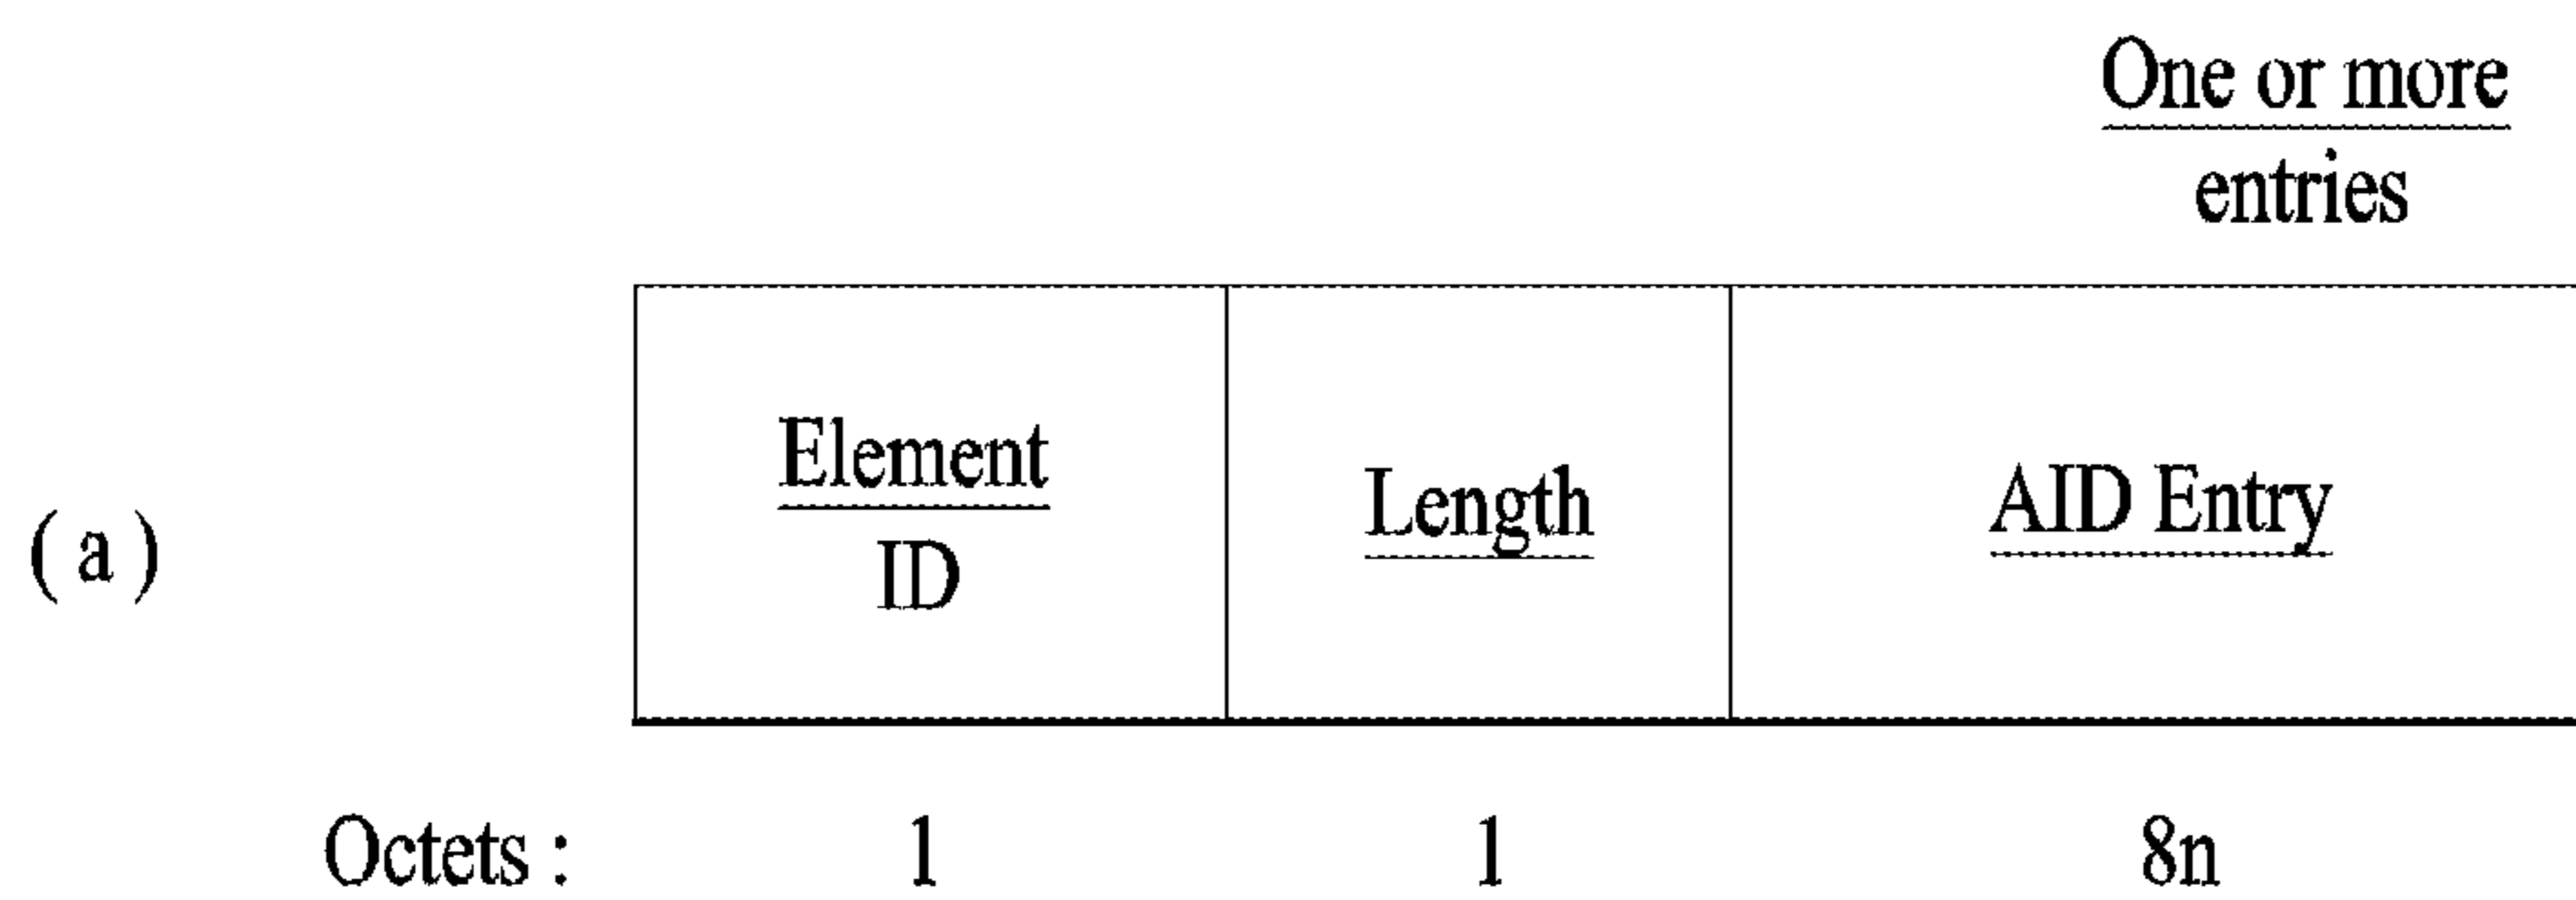 One or more
entries
Element
ID
Length
AID Entry
( a )
Octets :
1
1
8n